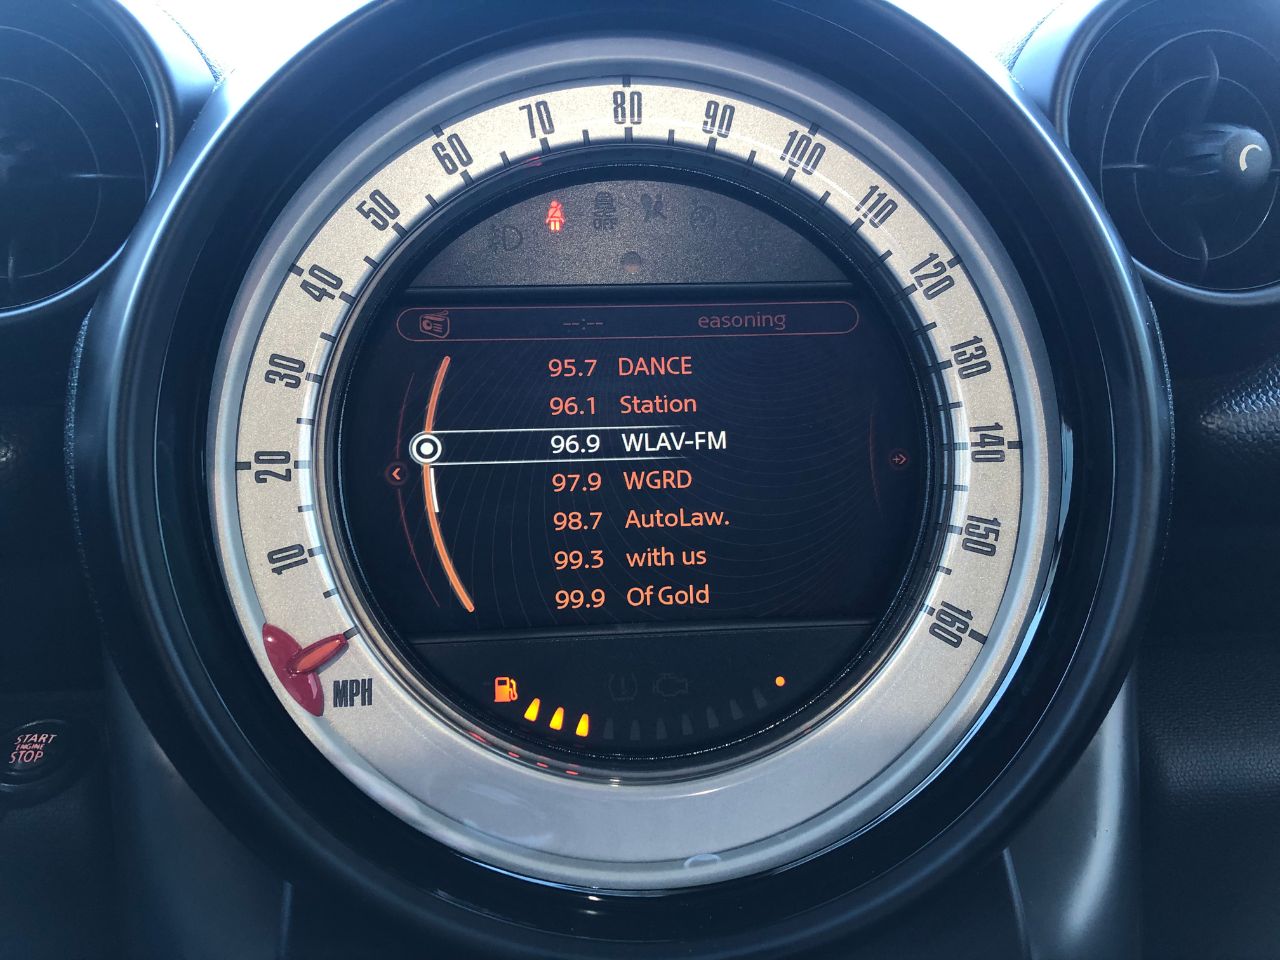 80
70
90
60
100
50
110
40
120
30
130
20
140
10
150
160
MPH
OFF
--:-- easoning
95.7 DANCE
96.1 Station
96.9 WLAV-FM
97.9 WGRD
98.7 AutoLaw.
99.3 with us
99.9 Of Gold
START
ENGINE
STOP